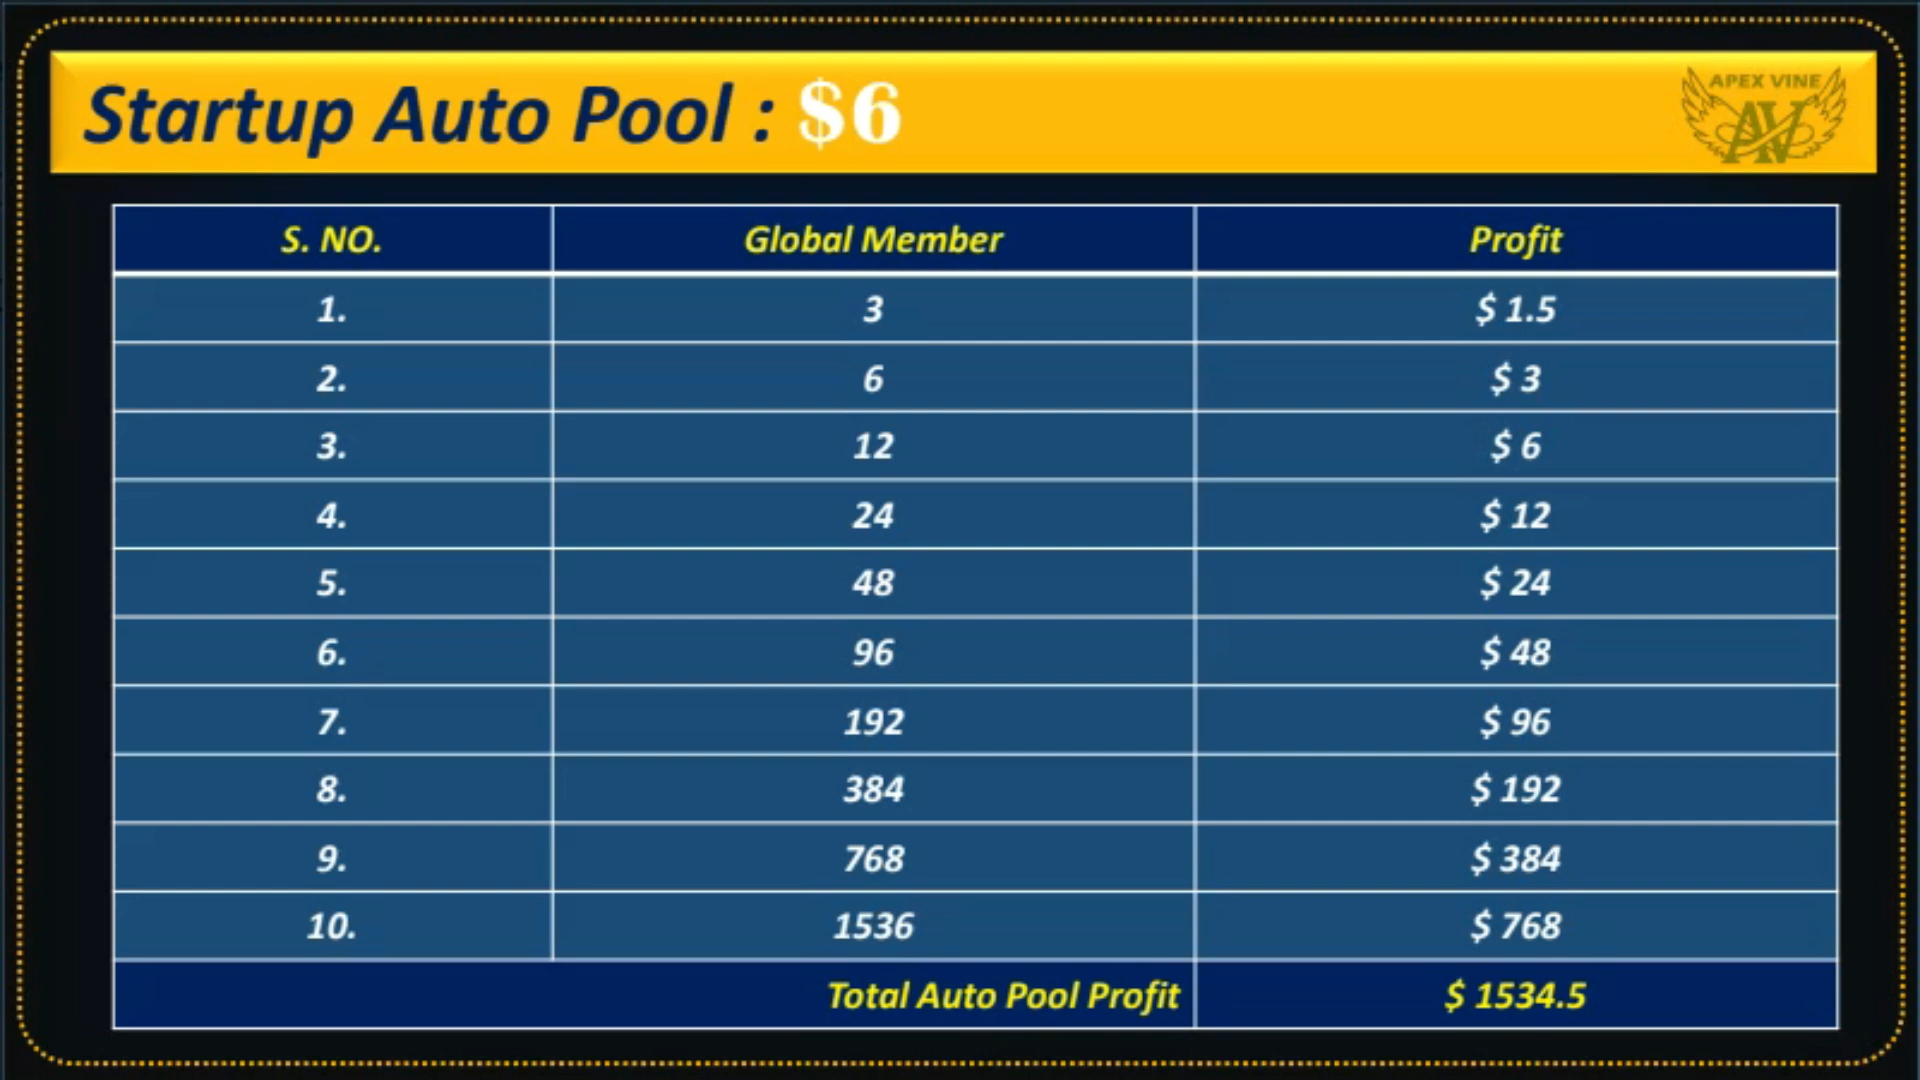 Startup Auto Pool : $6
APEX VINE
AV
S. NO. Global Member Profit
1. 3 $ 1.5
2. 6 $ 3
3. 12 $ 6
4. 24 $ 12
5. 48 $ 24
6. 96 $ 48
7. 192 $ 96
8. 384 $ 192
9. 768 $ 384
10. 1536 $ 768
Total Auto Pool Profit $ 1534.5